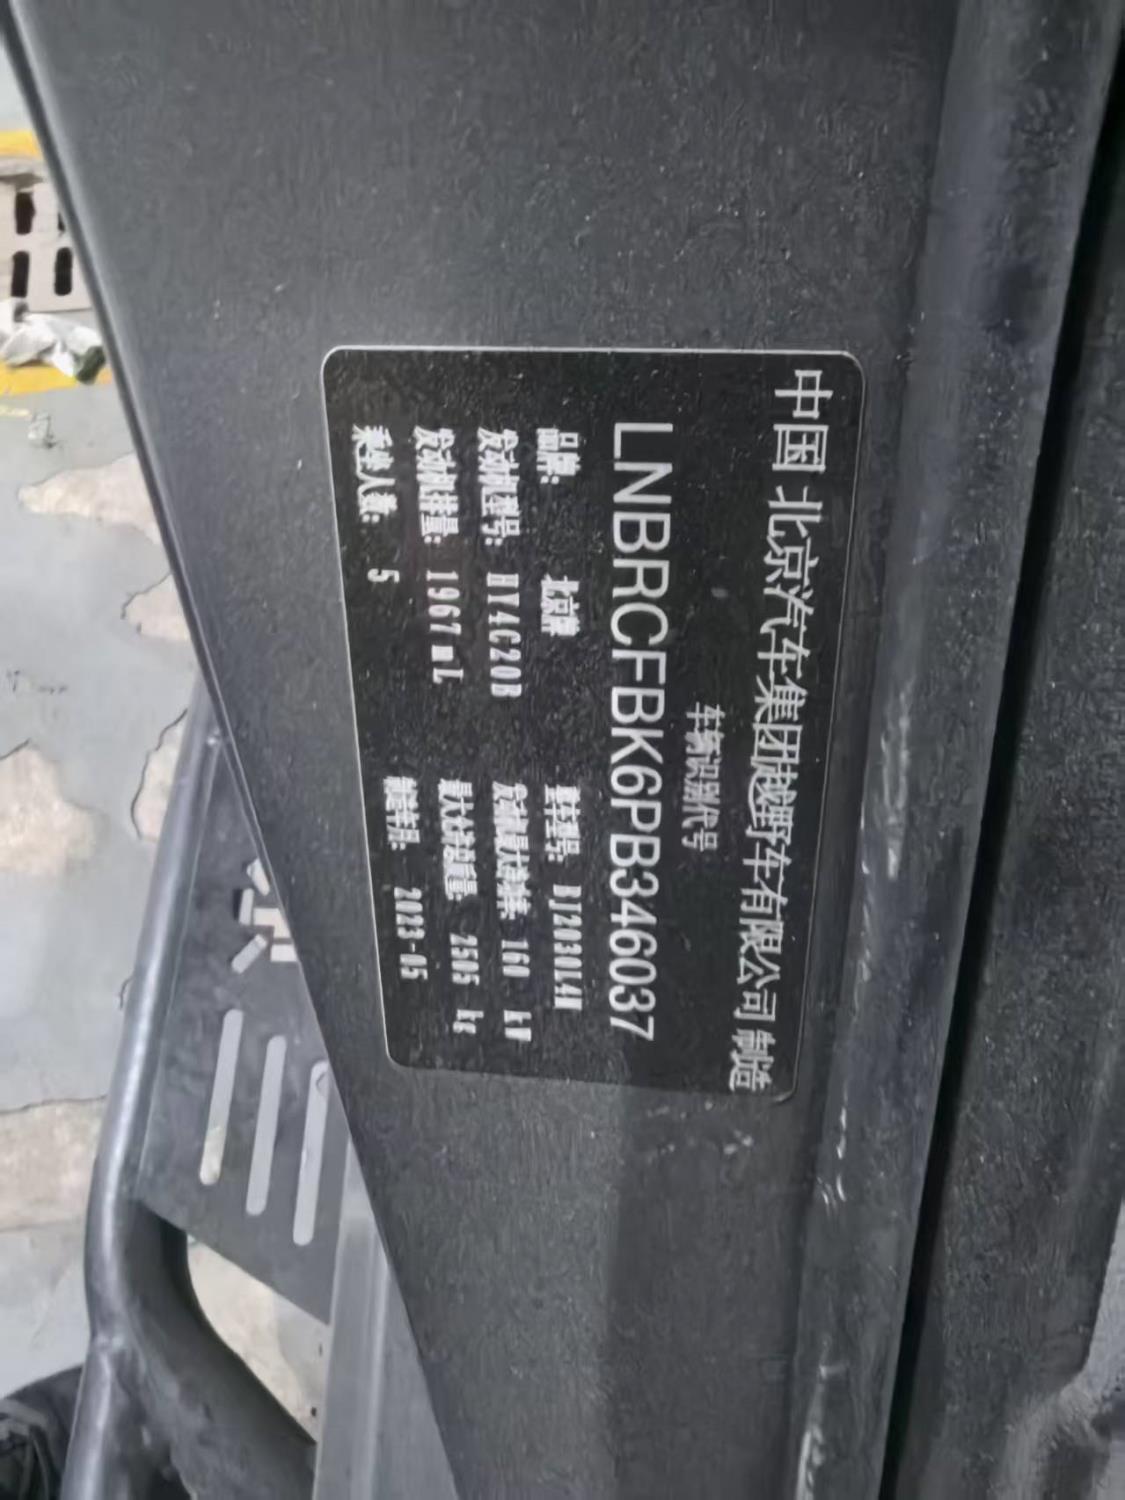 中国 北京汽车集团越野车有限公司 制造
车辆识别代号
LNBRCFBK6PB346037
品牌: 北京牌 整车型号: BJ2030L4H
发动机型号: HY4G20B 发动机最大净功率: 160 kW
发动机排量: 1967 mL 最大允许总质量: 2505 kg
乘坐人数: 5 制造年月: 2023-05